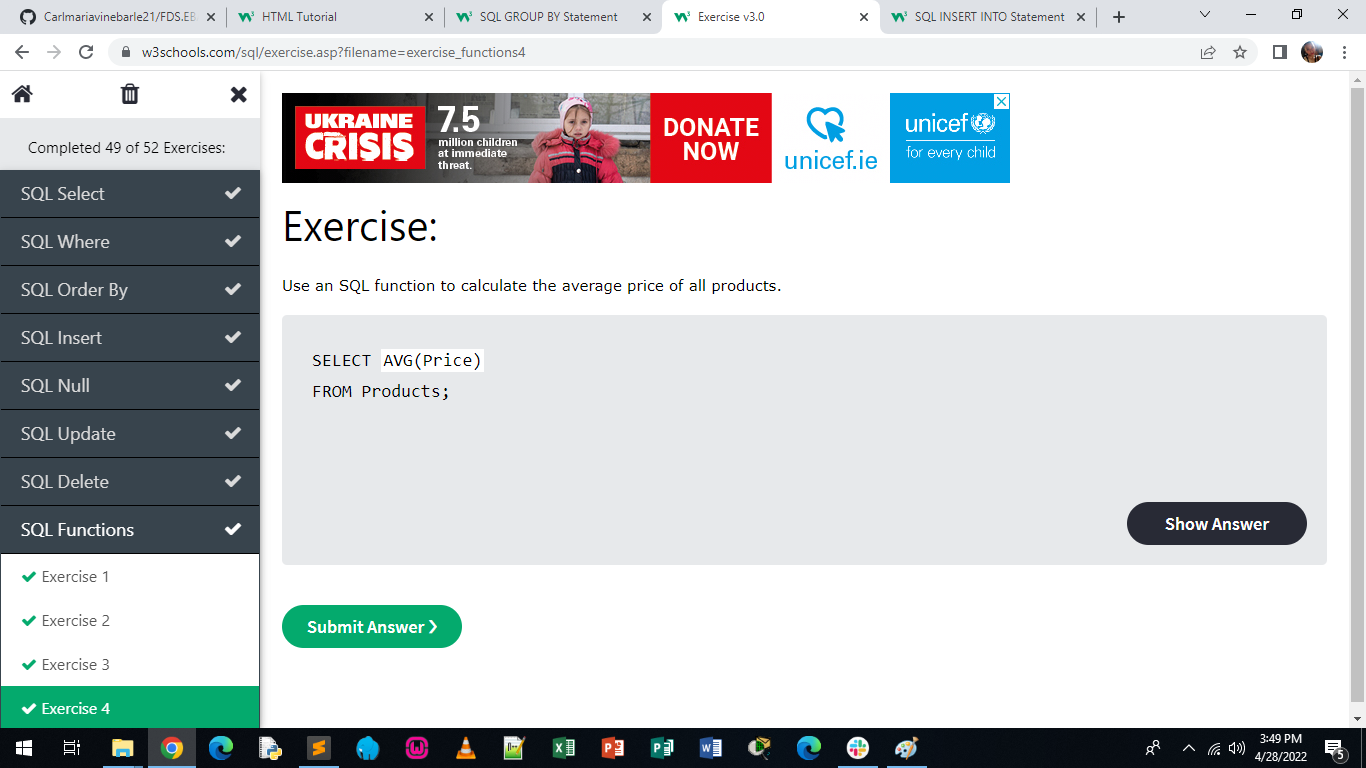 Carlmariavinebarle21/FDS.EB
HTML Tutorial
SQL GROUP BY Statement
Exercise v3.0
SQL INSERT INTO Statement
w3schools.com/sql/exercise.asp?filename=exercise_functions4
Completed 49 of 52 Exercises:
SQL Select
SQL Where
SQL Order By
SQL Insert
SQL Null
SQL Update
SQL Delete
SQL Functions
Exercise 1
Exercise 2
Exercise 3
Exercise 4
UKRAINE
CRISIS
7.5
million children
at immediate
threat.
DONATE
NOW
unicef.ie
unicef
for every child
Exercise:
Use an SQL function to calculate the average price of all products.
SELECT AVG(Price)
FROM Products;
Show Answer
Submit Answer ❯
3:49 PM
4/28/2022
5